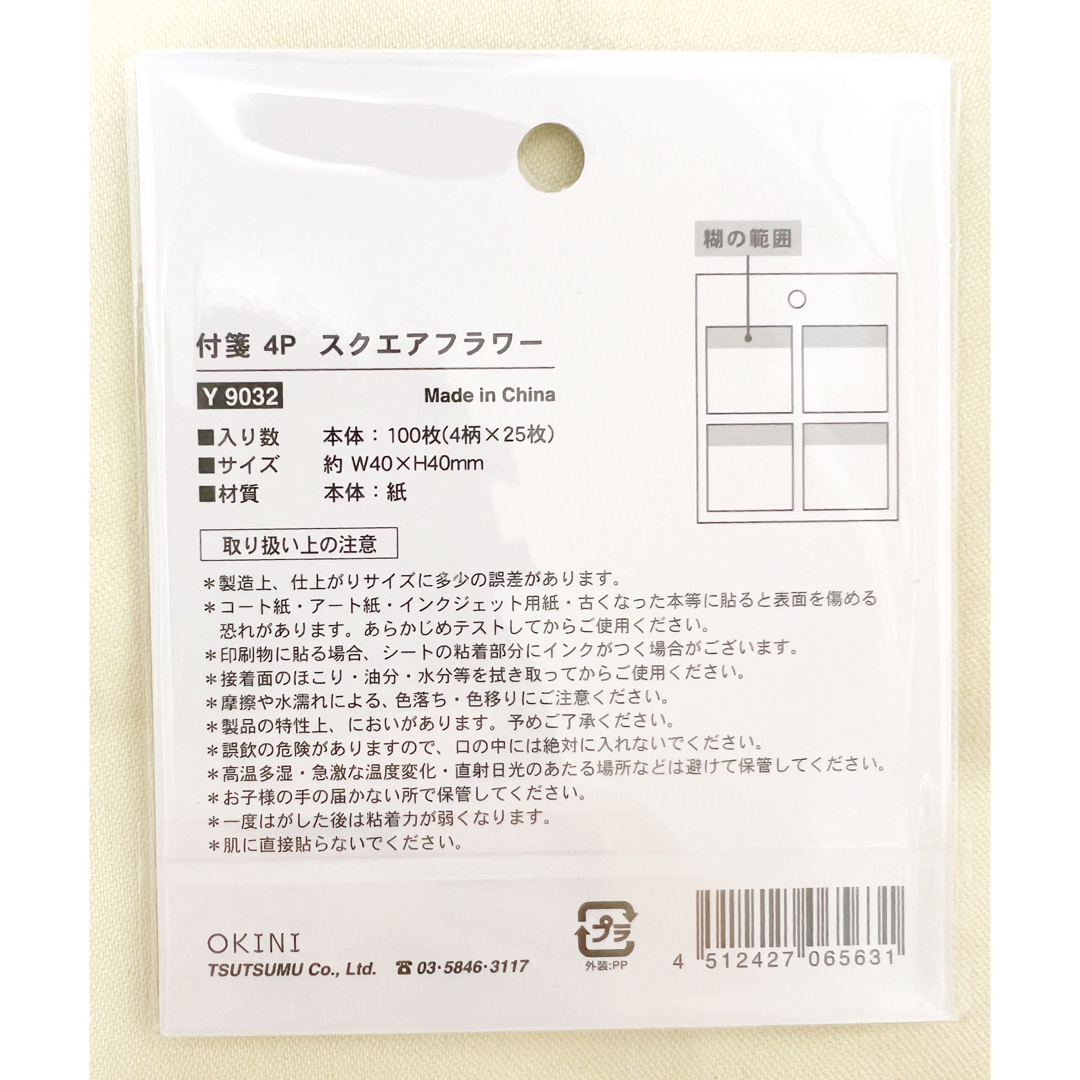 糊の範囲
付箋 4P スクエアフラワー
Y 9032 Made in China
■入り数 本体：100枚(4柄×25枚)
■サイズ 約 W40×H40mm
■材質 本体：紙
取り扱い上の注意
＊製造上、仕上がりサイズに多少の誤差があります。
＊コート紙・アート紙・インクジェット用紙・古くなった本等に貼ると表面を傷める
恐れがあります。あらかじめテストしてからご使用ください。
＊印刷物に貼る場合、シートの粘着部分にインクがつく場合がございます。
＊接着面のほこり・油分・水分等を拭き取ってからご使用ください。
＊摩擦や水濡れによる、色落ち・色移りにご注意ください。
＊製品の特性上、においがあります。予めご了承ください。
＊誤飲の危険がありますので、口の中には絶対に入れないでください。
＊高温多湿・急激な温度変化・直射日光のあたる場所などは避けて保管してください。
＊お子様の手の届かない所で保管してください。
＊一度はがした後は粘着力が弱くなります。
＊肌に直接貼らないでください。
OKINI
TSUTSUMU Co., Ltd. ☎ 03·5846·3117
プラ
外装:PP
4 512427 065631